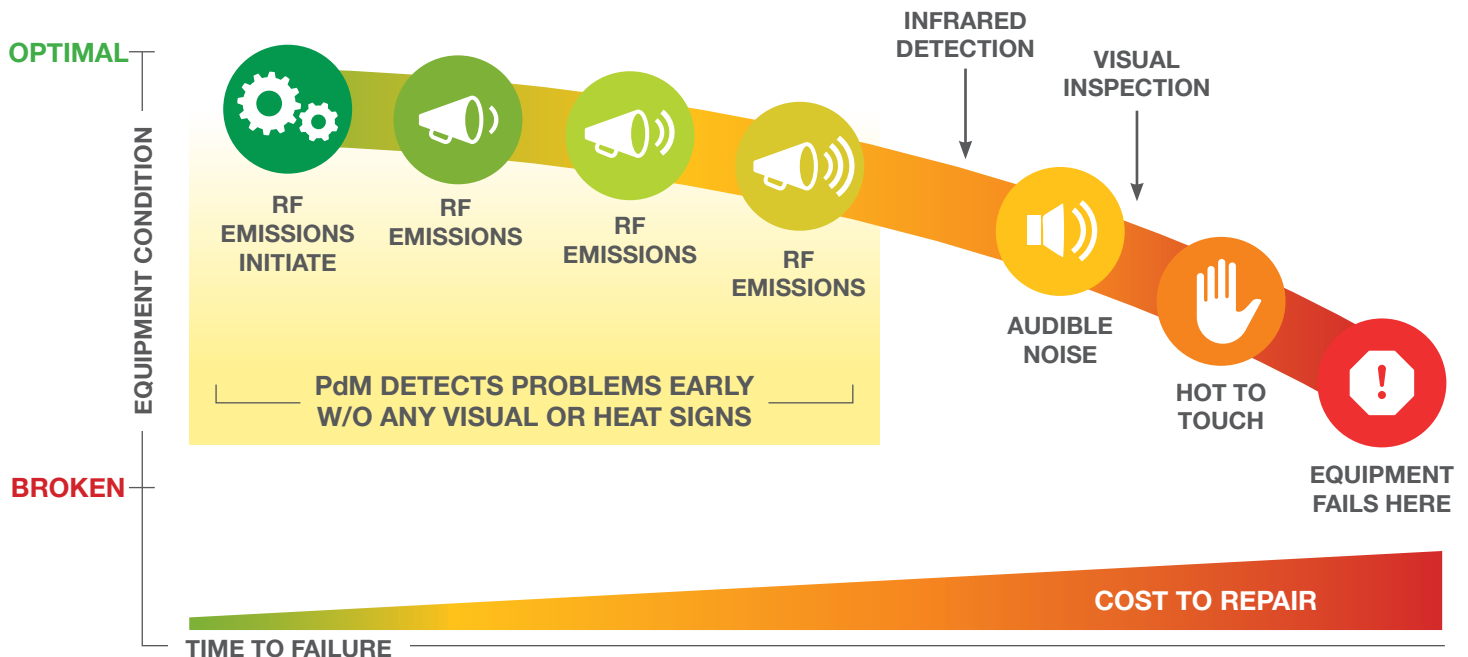 INFRARED
DETECTION
VISUAL
INSPECTION
OPTIMAL
EQUIPMENT CONDITION
RF
EMISSIONS
INITIATE
RF
EMISSIONS
RF
EMISSIONS
RF
EMISSIONS
AUDIBLE
NOISE
HOT TO
TOUCH
!
EQUIPMENT
FAILS HERE
PdM DETECTS PROBLEMS EARLY
W/O ANY VISUAL OR HEAT SIGNS
BROKEN
COST TO REPAIR
TIME TO FAILURE